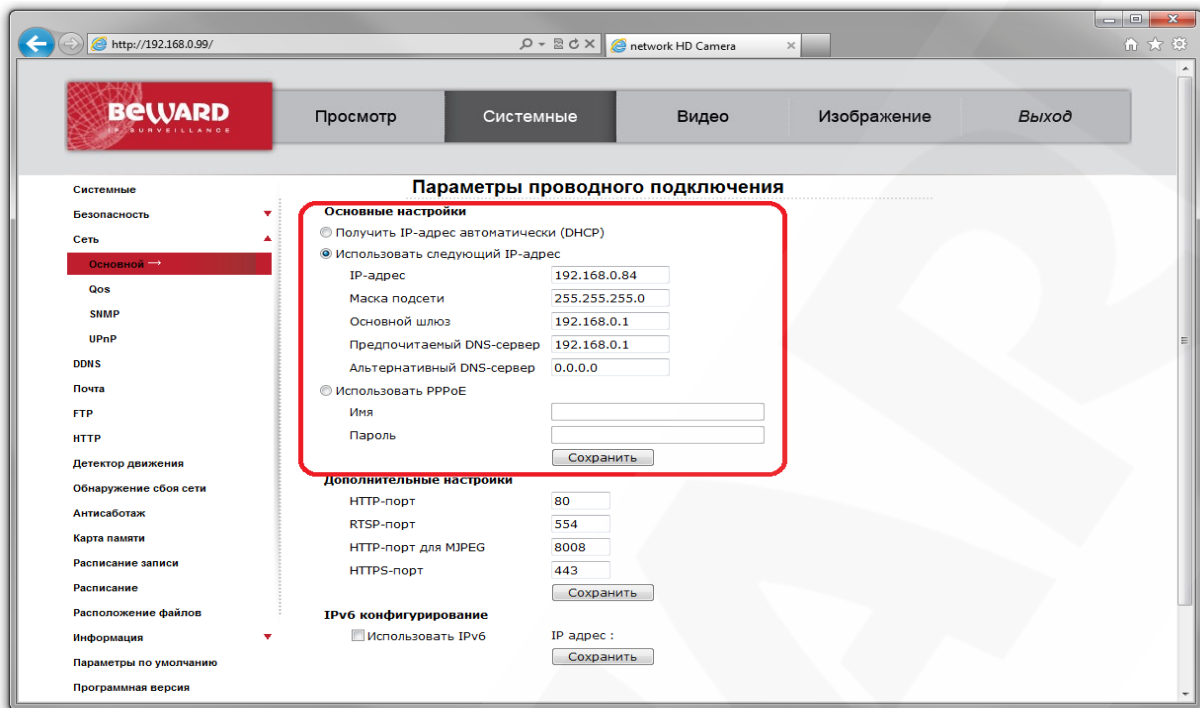 http://192.168.0.99/
network HD Camera
BEWARD
IP SURVEILLANCE
Просмотр
Системные
Видео
Изображение
Выход
Системные
Безопасность
Сеть
Основной →
Qos
SNMP
UPnP
DDNS
Почта
FTP
HTTP
Детектор движения
Обнаружение сбоя сети
Антисаботаж
Карта памяти
Расписание записи
Расписание
Расположение файлов
Информация
Параметры по умолчанию
Программная версия
Параметры проводного подключения
Основные настройки
Получить IP-адрес автоматически (DHCP)
Использовать следующий IP-адрес
IP-адрес 192.168.0.84
Маска подсети 255.255.255.0
Основной шлюз 192.168.0.1
Предпочитаемый DNS-сервер 192.168.0.1
Альтернативный DNS-сервер 0.0.0.0
Использовать PPPoE
Имя
Пароль
Сохранить
Дополнительные настройки
HTTP-порт 80
RTSP-порт 554
HTTP-порт для MJPEG 8008
HTTPS-порт 443
Сохранить
IPv6 конфигурирование
Использовать IPv6 IP адрес :
Сохранить